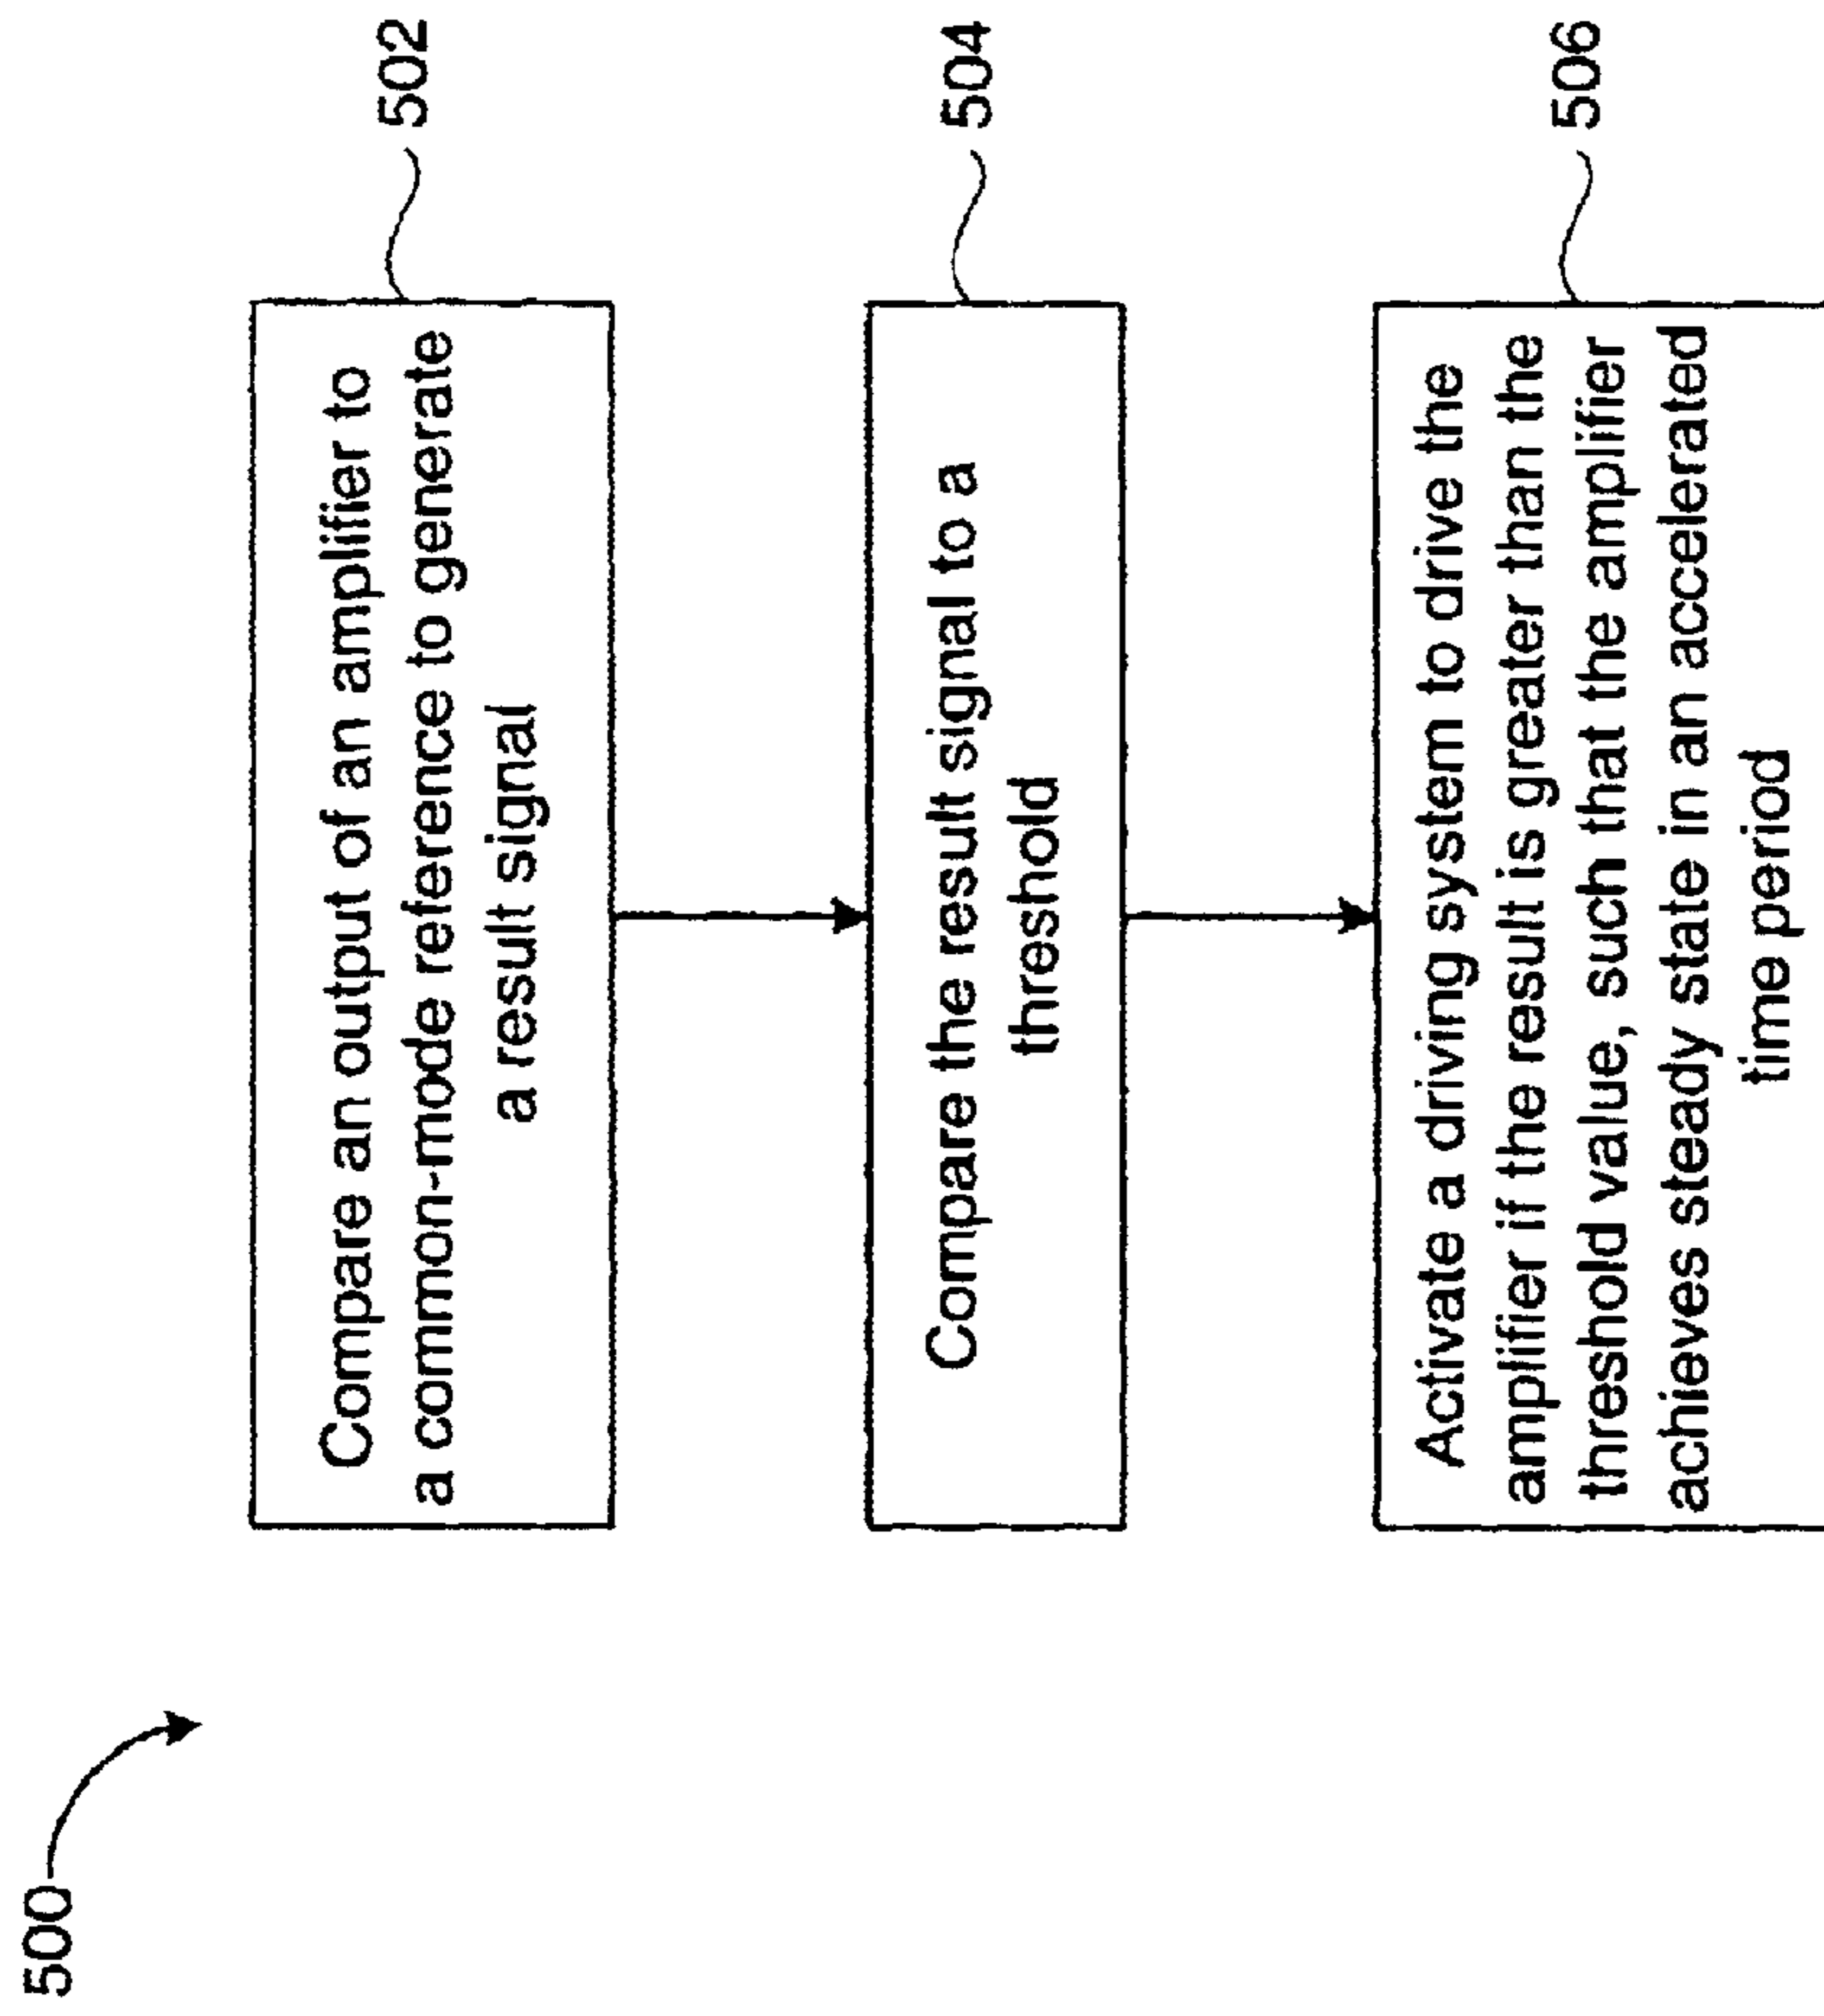 500
Compare an output of an amplifier to
a common-mode reference to generate
a result signal
502
Compare the result signal to a
threshold
504
Activate a driving system to drive the
amplifier if the result is greater than the
threshold value, such that the amplifier
achieves steady state in an accelerated
time period
506